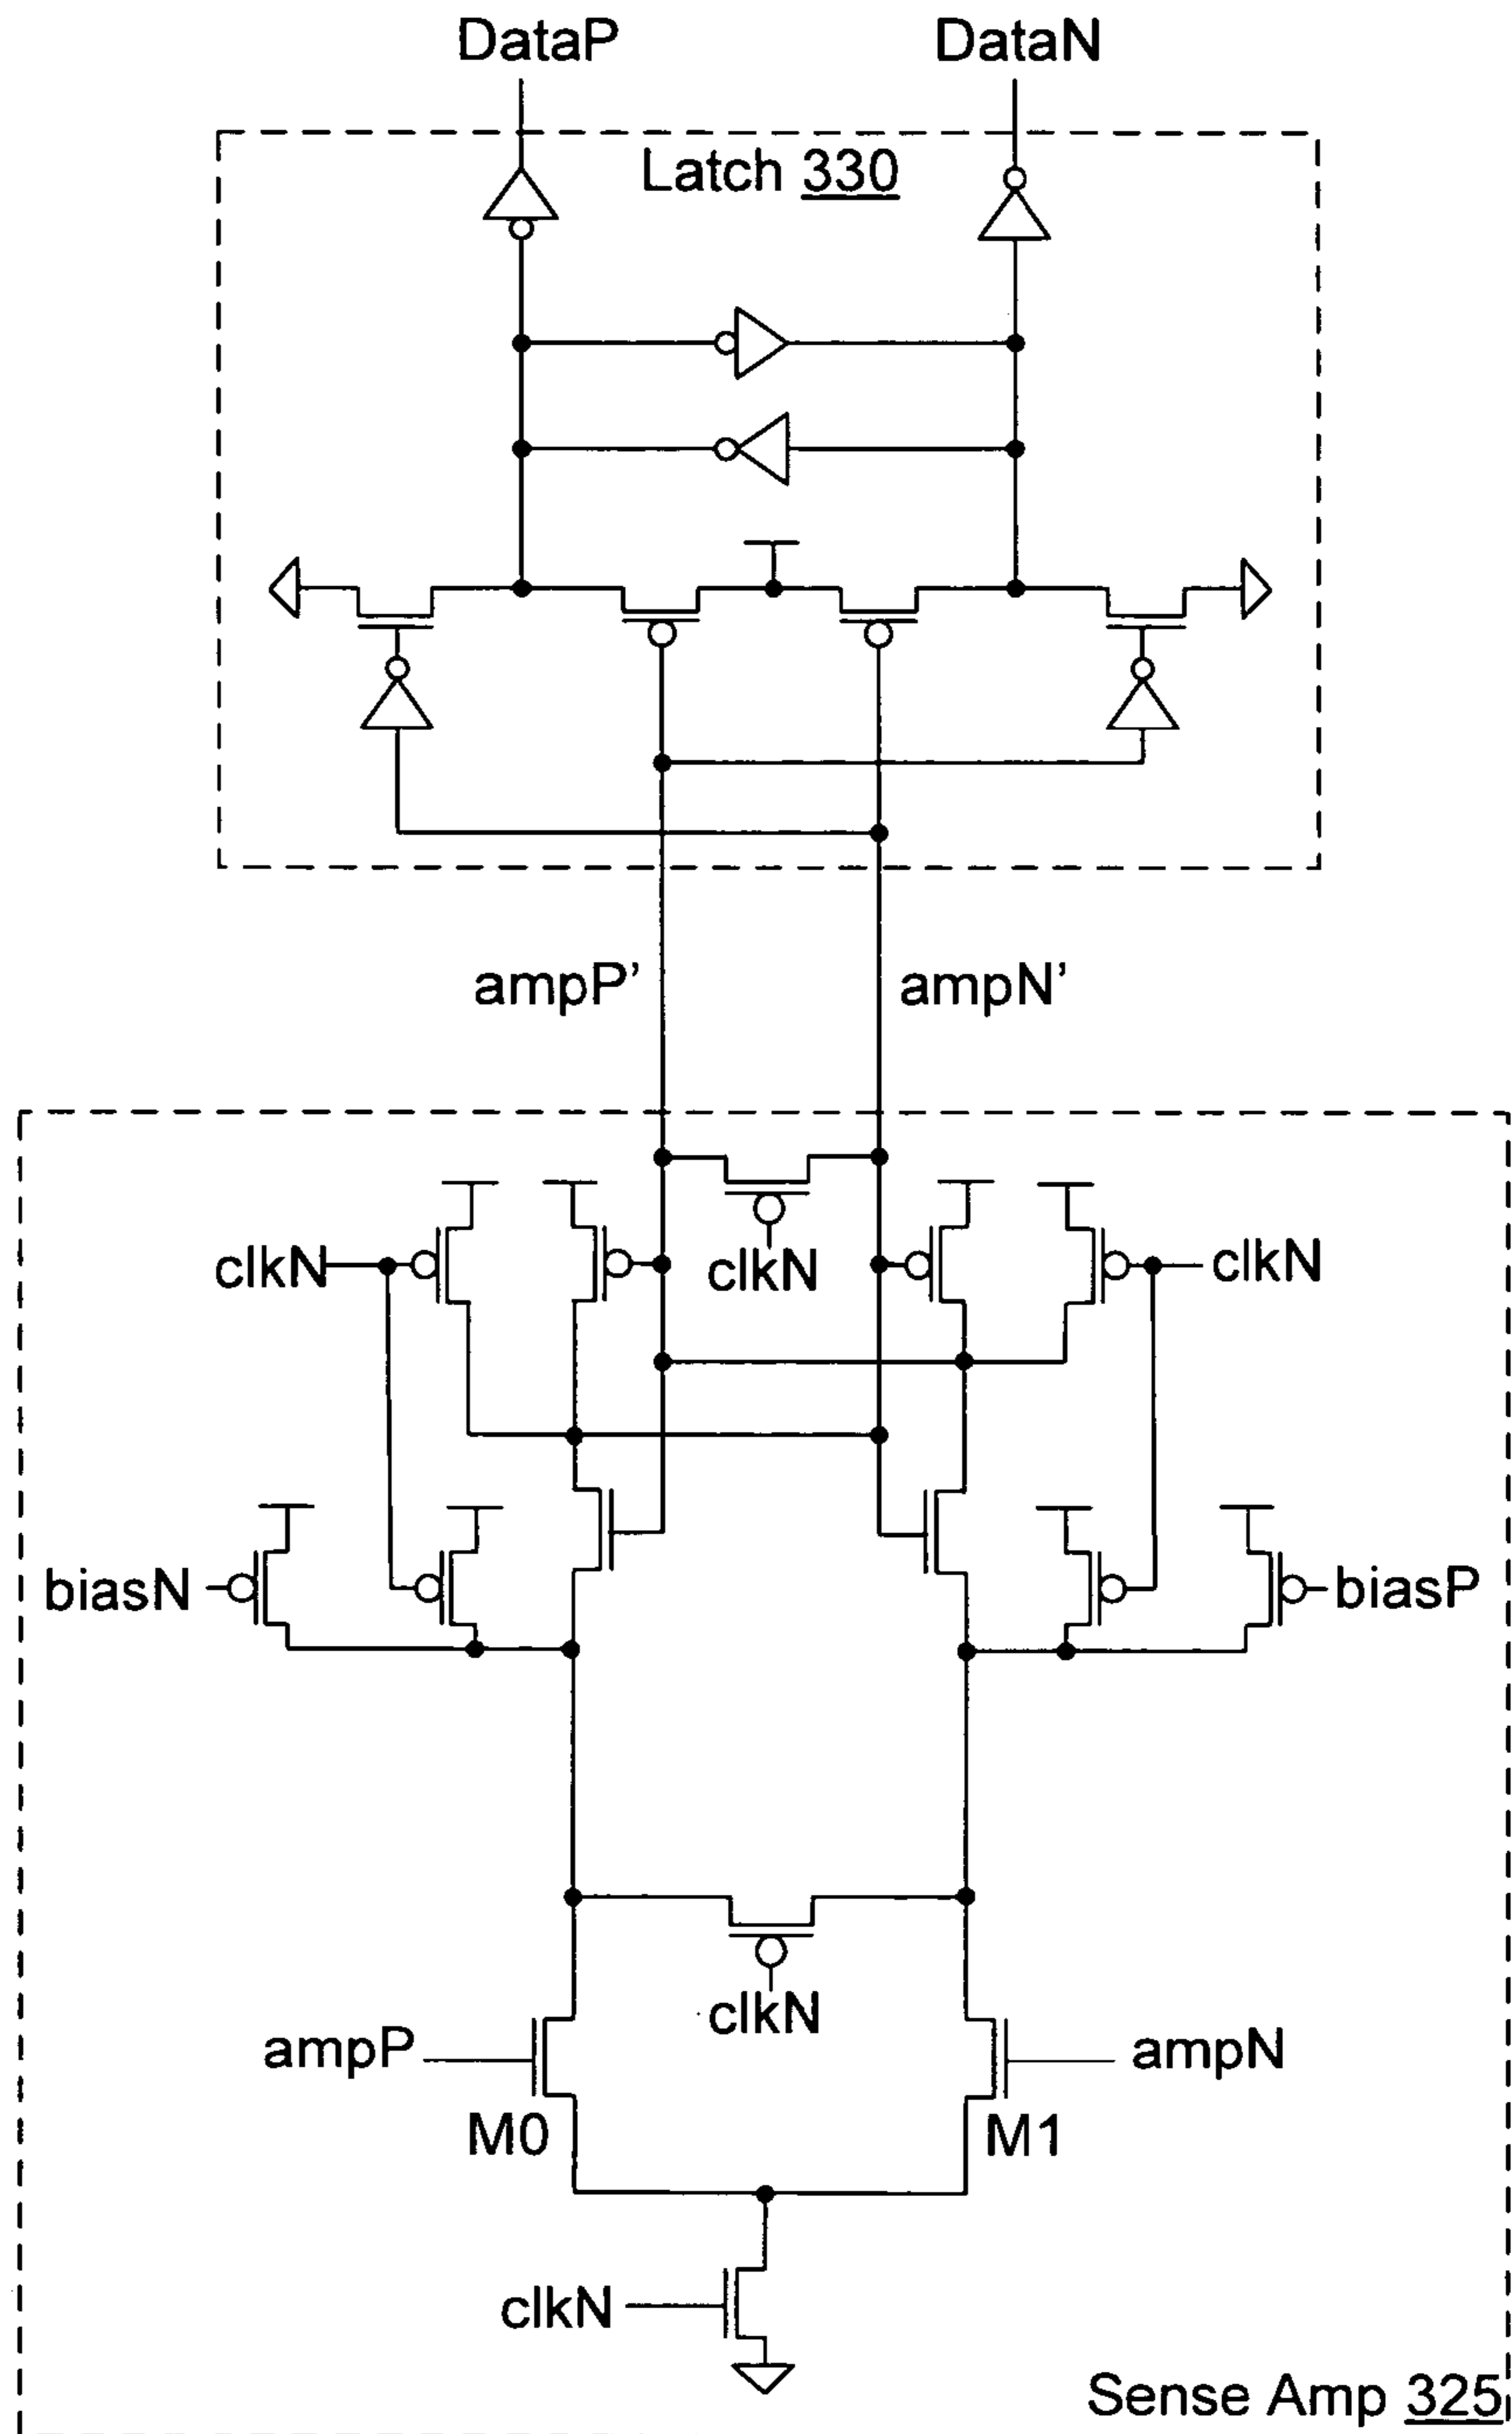 DataP DataN
Latch 330
ampP’ ampN’
clkN clkN clkN
biasN biasP
clkN
ampP ampN
M0 M1
clkN
Sense Amp 325